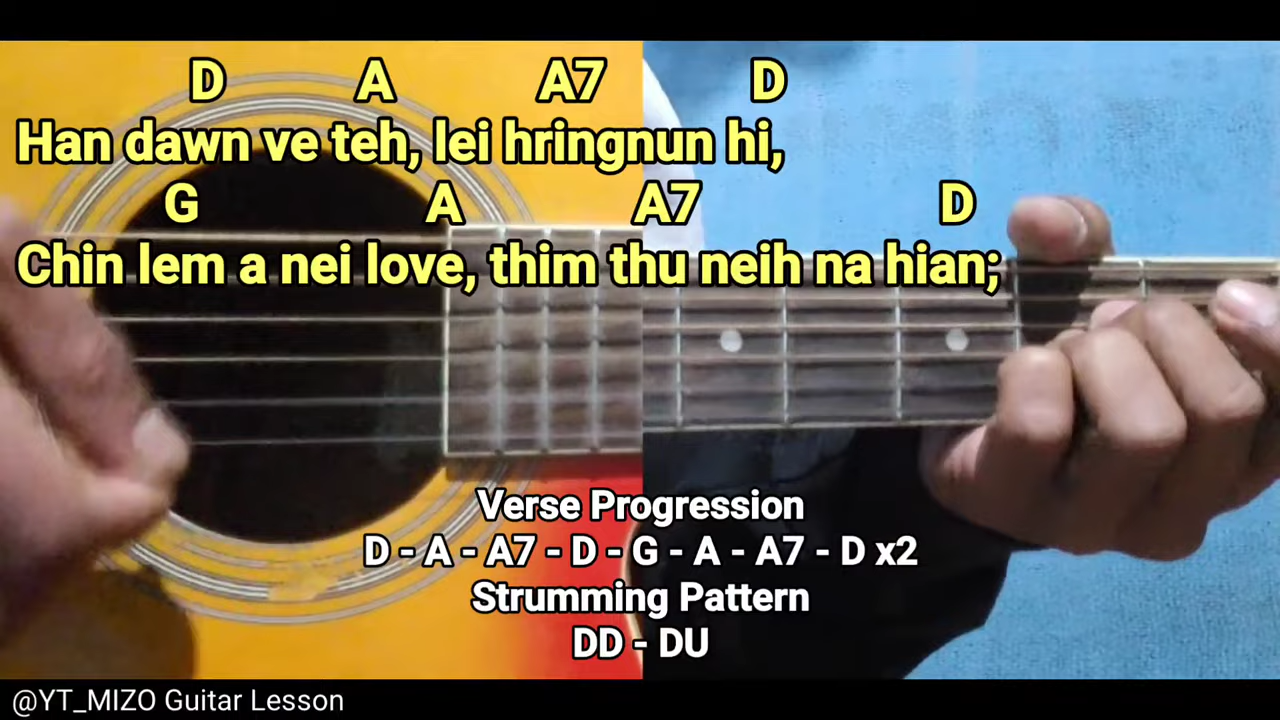 D A A7 D
Han dawn ve teh, lei hringnun hi,
G A A7 D
Chin lem a nei love, thim thu neih na hian;
Verse Progression
D - A - A7 - D - G - A - A7 - D x2
Strumming Pattern
DD - DU
@YT_MIZO Guitar Lesson